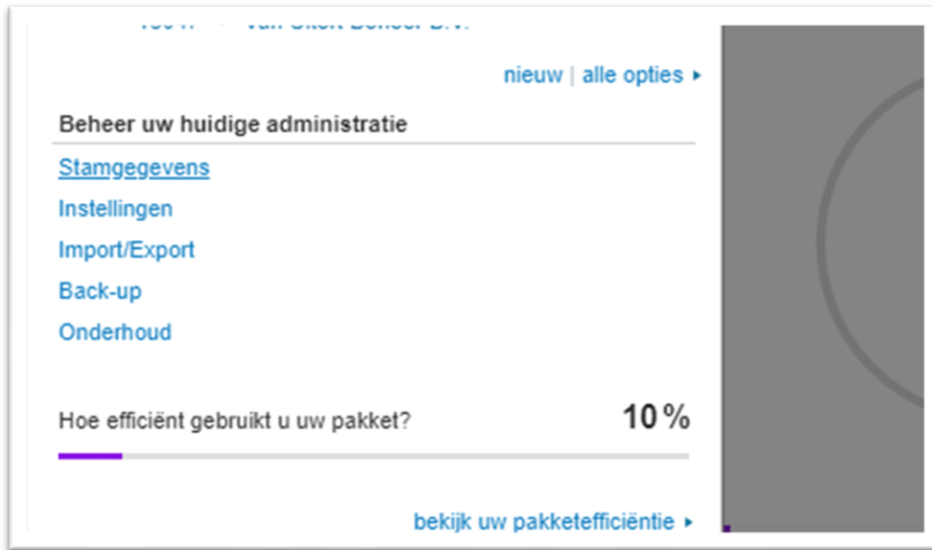 nieuw | alle opties
Beheer uw huidige administratie
Stamgegevens
Instellingen
Import/Export
Back-up
Onderhoud
Hoe efficiënt gebruikt u uw pakket? 10%
bekijk uw pakketefficiëntie